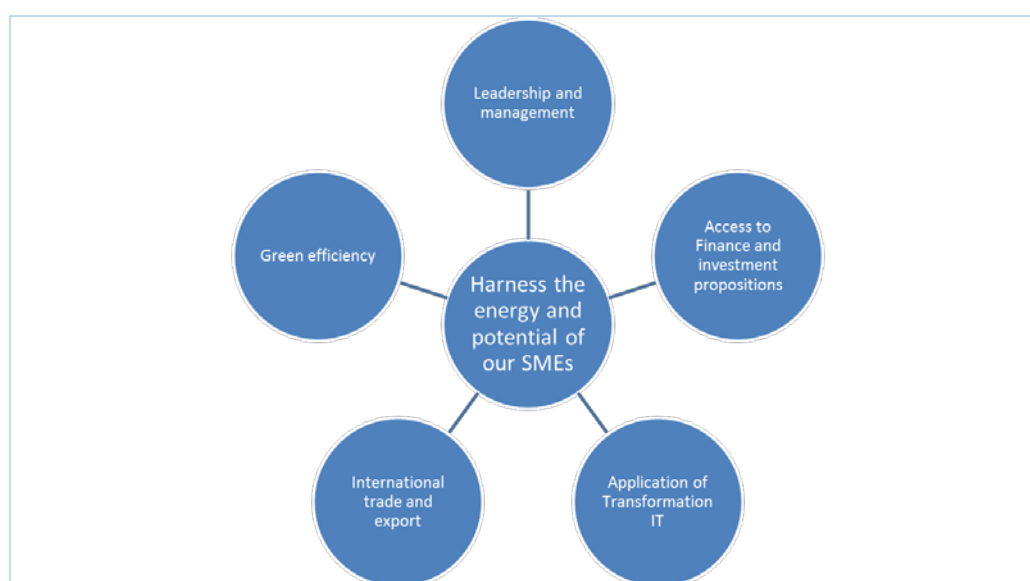 Leadership and
management
Access to
Finance and
investment
propositions
Application of
Transformation
IT
International
trade and
export
Green efficiency
Harness the
energy and
potential of
our SMEs